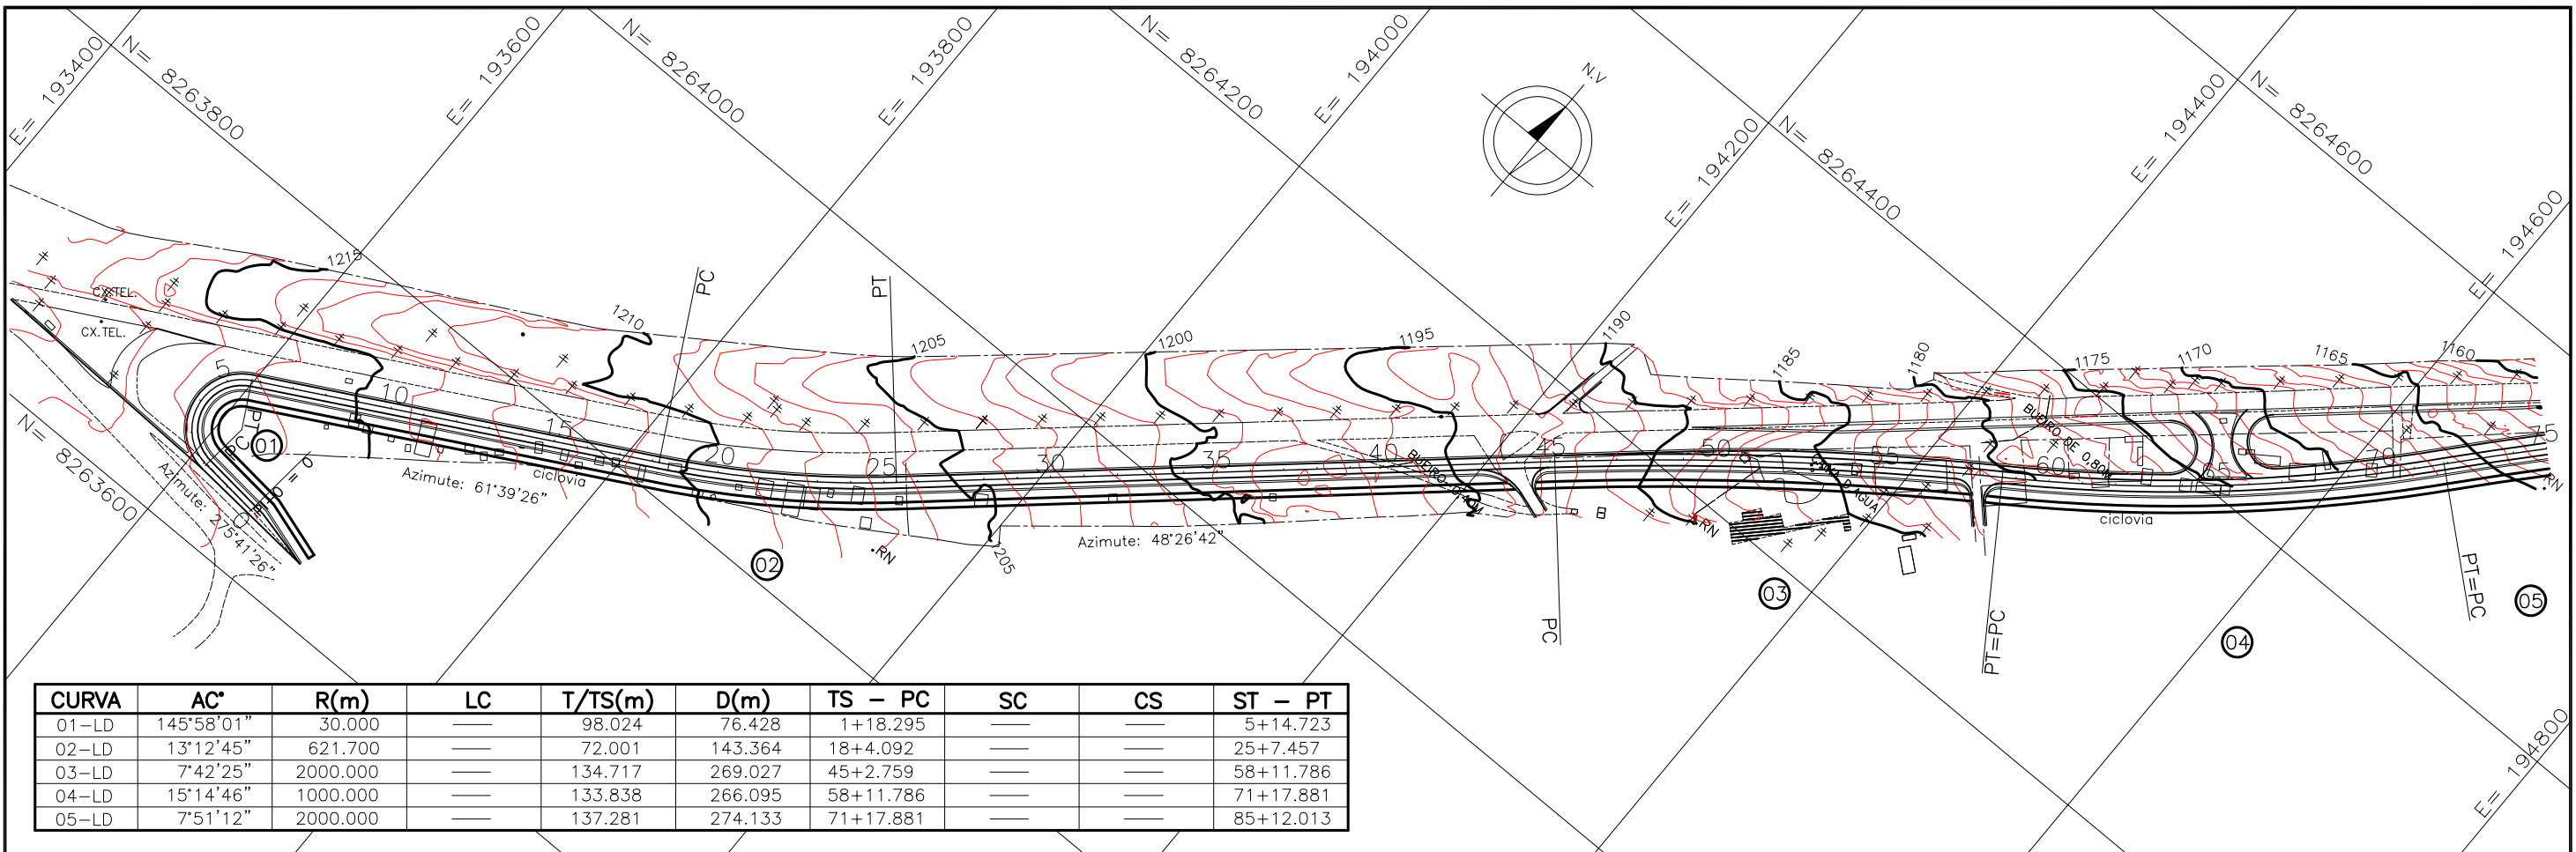 E= 193400
N= 8263800
E= 193600
N= 8264000
E= 193800
N= 8264200
E= 194000
N.V
E= 194200
N= 8264400
E= 194400
N= 8264600
E= 194600
N= 8263600
E= 194800
1215
1210
1205
1200
1195
1190
1185
1180
1175
1170
1165
1160
1205
CX.TEL.
CX.TEL.
PC
PT
5
10
15
20
25
30
35
40
45
50
55
60
65
70
75
01
02
03
04
05
Azimute: 275°41'26"
Azimute: 61°39'26"
ciclovia
Azimute: 48°26'42"
RN
RN
RN
BUEIRO DE 0.80M
ciclovia
PC
PT=PC
PT=PC
CURVA AC° R(m) LC T/TS(m) D(m) TS – PC SC CS ST – PT
01-LD 145°58'01" 30.000 —— 98.024 76.428 1+18.295 —— —— 5+14.723
02-LD 13°12'45" 621.700 —— 72.001 143.364 18+4.092 —— —— 25+7.457
03-LD 7°42'25" 2000.000 —— 134.717 269.027 45+2.759 —— —— 58+11.786
04-LD 15°14'46" 1000.000 —— 133.838 266.095 58+11.786 —— —— 71+17.881
05-LD 7°51'12" 2000.000 —— 137.281 274.133 71+17.881 —— —— 85+12.013